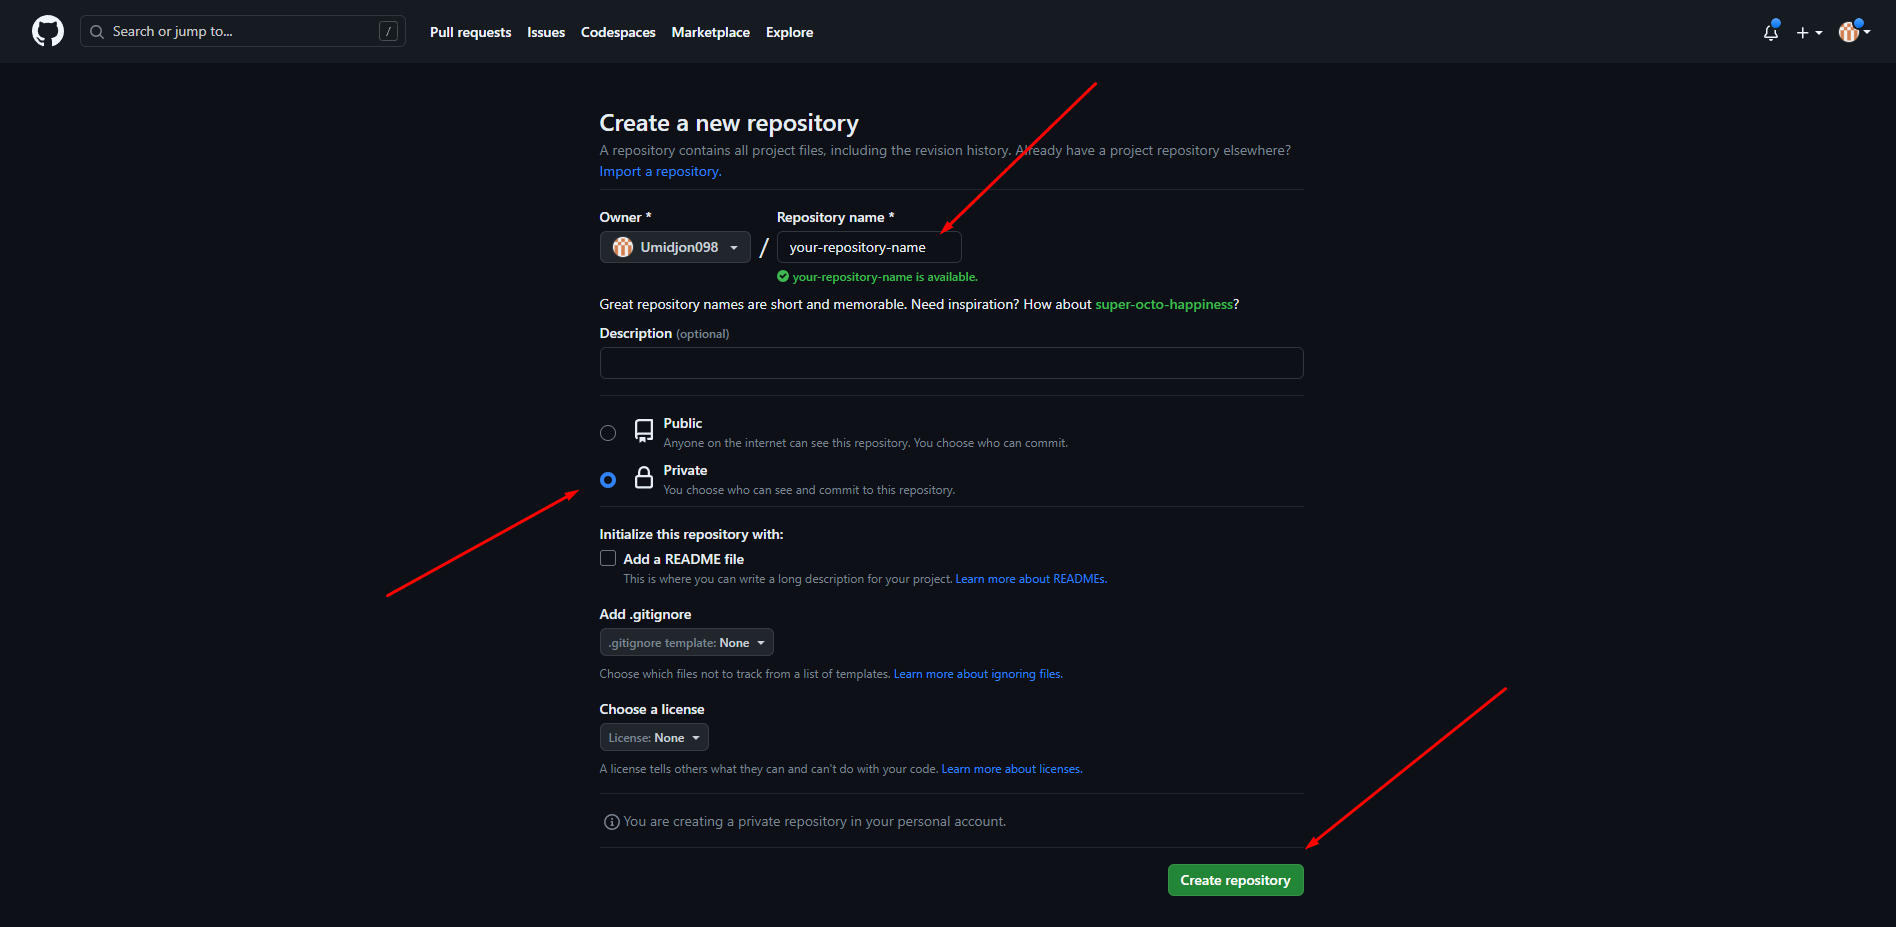 Search or jump to...
/
Pull requests
Issues
Codespaces
Marketplace
Explore
Create a new repository
A repository contains all project files, including the revision history. Already have a project repository elsewhere?
Import a repository.
Owner *
Repository name *
Umidjon098
/
your-repository-name
your-repository-name is available.
Great repository names are short and memorable. Need inspiration? How about super-octo-happiness?
Description (optional)
Public
Anyone on the internet can see this repository. You choose who can commit.
Private
You choose who can see and commit to this repository.
Initialize this repository with:
Add a README file
This is where you can write a long description for your project. Learn more about READMEs.
Add .gitignore
.gitignore template: None
Choose which files not to track from a list of templates. Learn more about ignoring files.
Choose a license
License: None
A license tells others what they can and can't do with your code. Learn more about licenses.
You are creating a private repository in your personal account.
Create repository